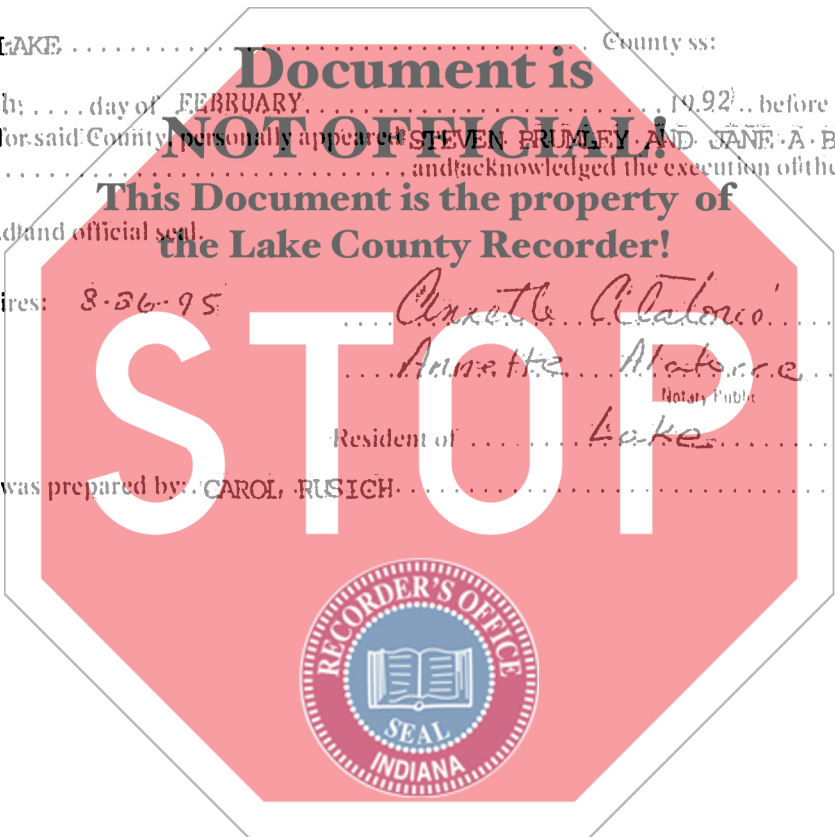 LAKE County ss:
Document is
day of FEBRUARY 19.92 before
NOT OFFICIAL!
for said County, personally appeared STEVEN BRUMLEY AND JANE A B
and acknowledged the execution of the
This Document is the property of
and official seal.
the Lake County Recorder!
ires: 8-26-95 Annette Alatorre
STOP
Annette Alatorre
Notary Public
Resident of Lake
was prepared by: CAROL RUSICH
RECORDER'S OFFICE
SEAL
INDIANA